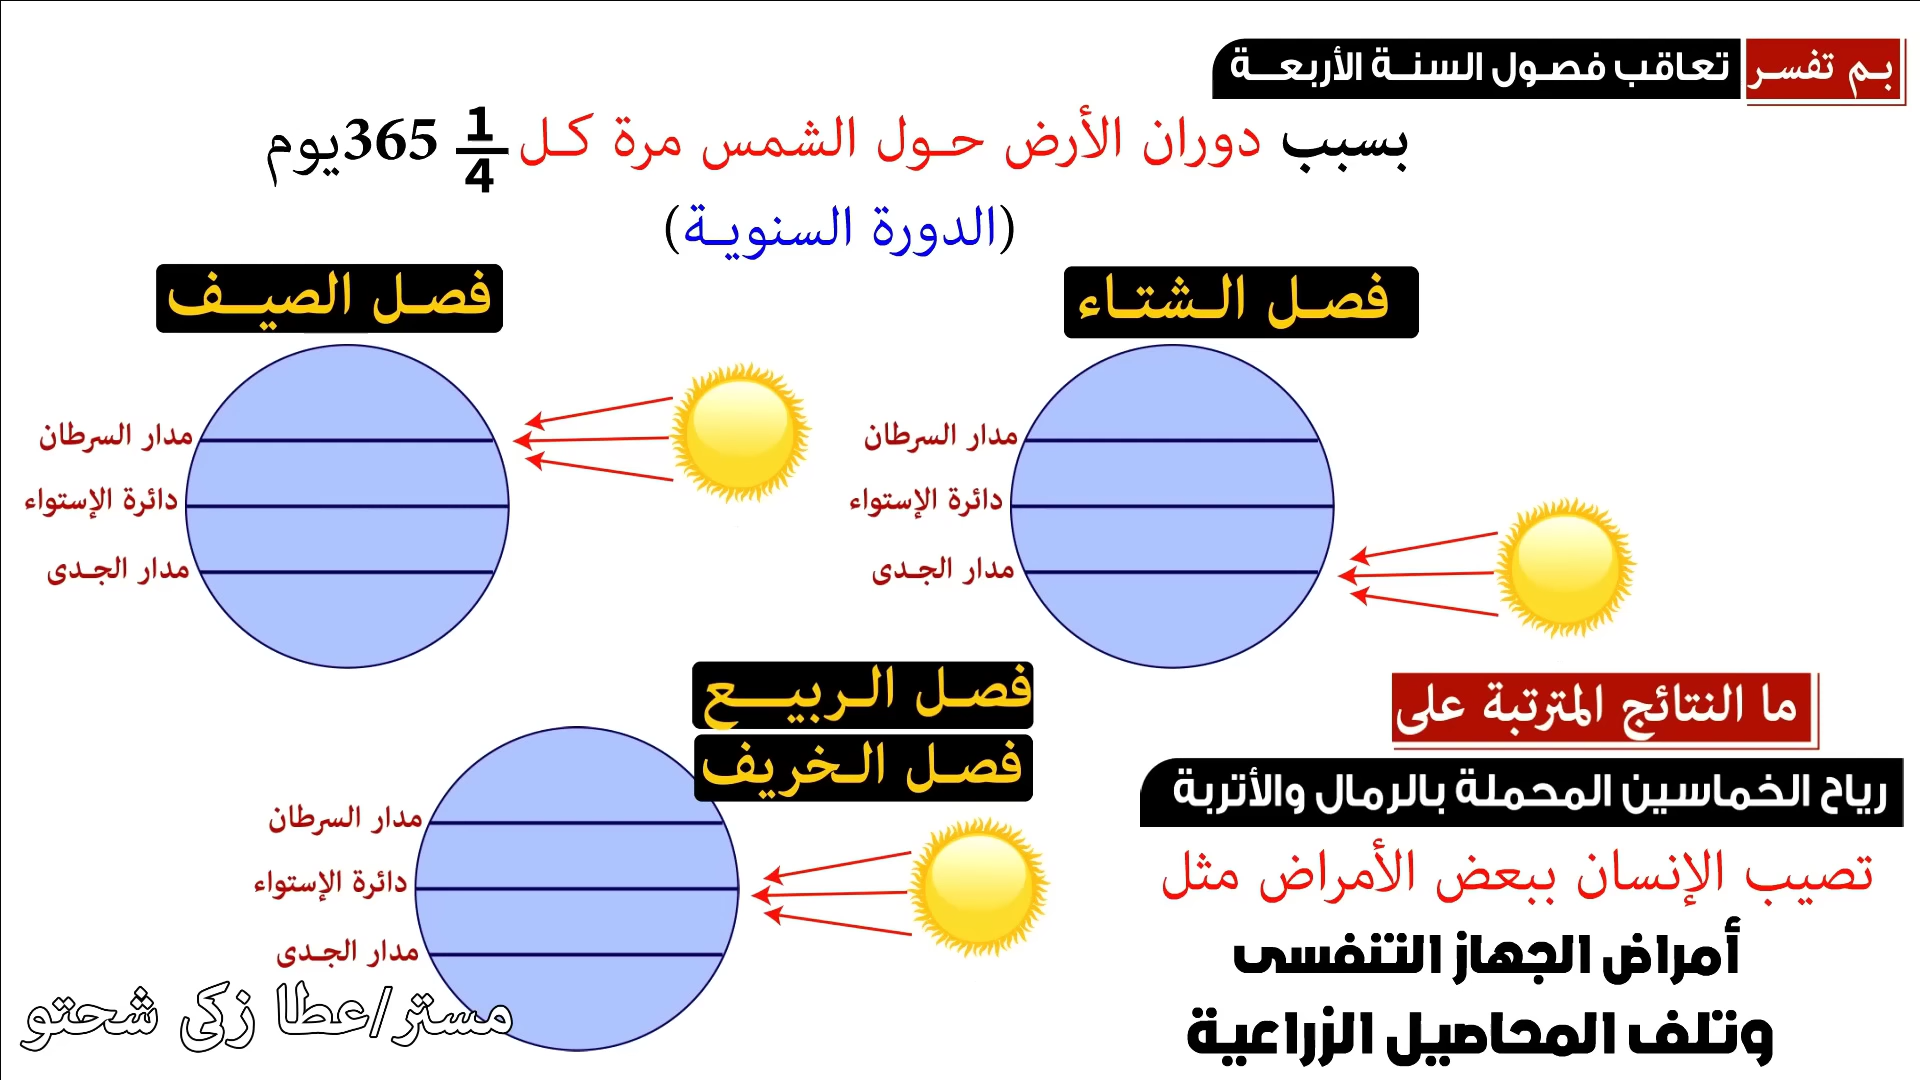 بم تفسر تعاقب فصول السنة الأربعة
بسبب دوران الأرض حول الشمس مرة كل 1/4 365 يوم
(الدورة السنوية)
فصل الشتاء
مدار السرطان
دائرة الإستواء
مدار الجدى
فصل الصيف
مدار السرطان
دائرة الإستواء
مدار الجدى
فصل الربيع
فصل الخريف
مدار السرطان
دائرة الإستواء
مدار الجدى
ما النتائج المترتبة على
رياح الخماسين المحملة بالرمال والأتربة
تصيب الإنسان ببعض الأمراض مثل
أمراض الجهاز التنفسى
وتلف المحاصيل الزراعية
مستر/عطا زكى شحتو